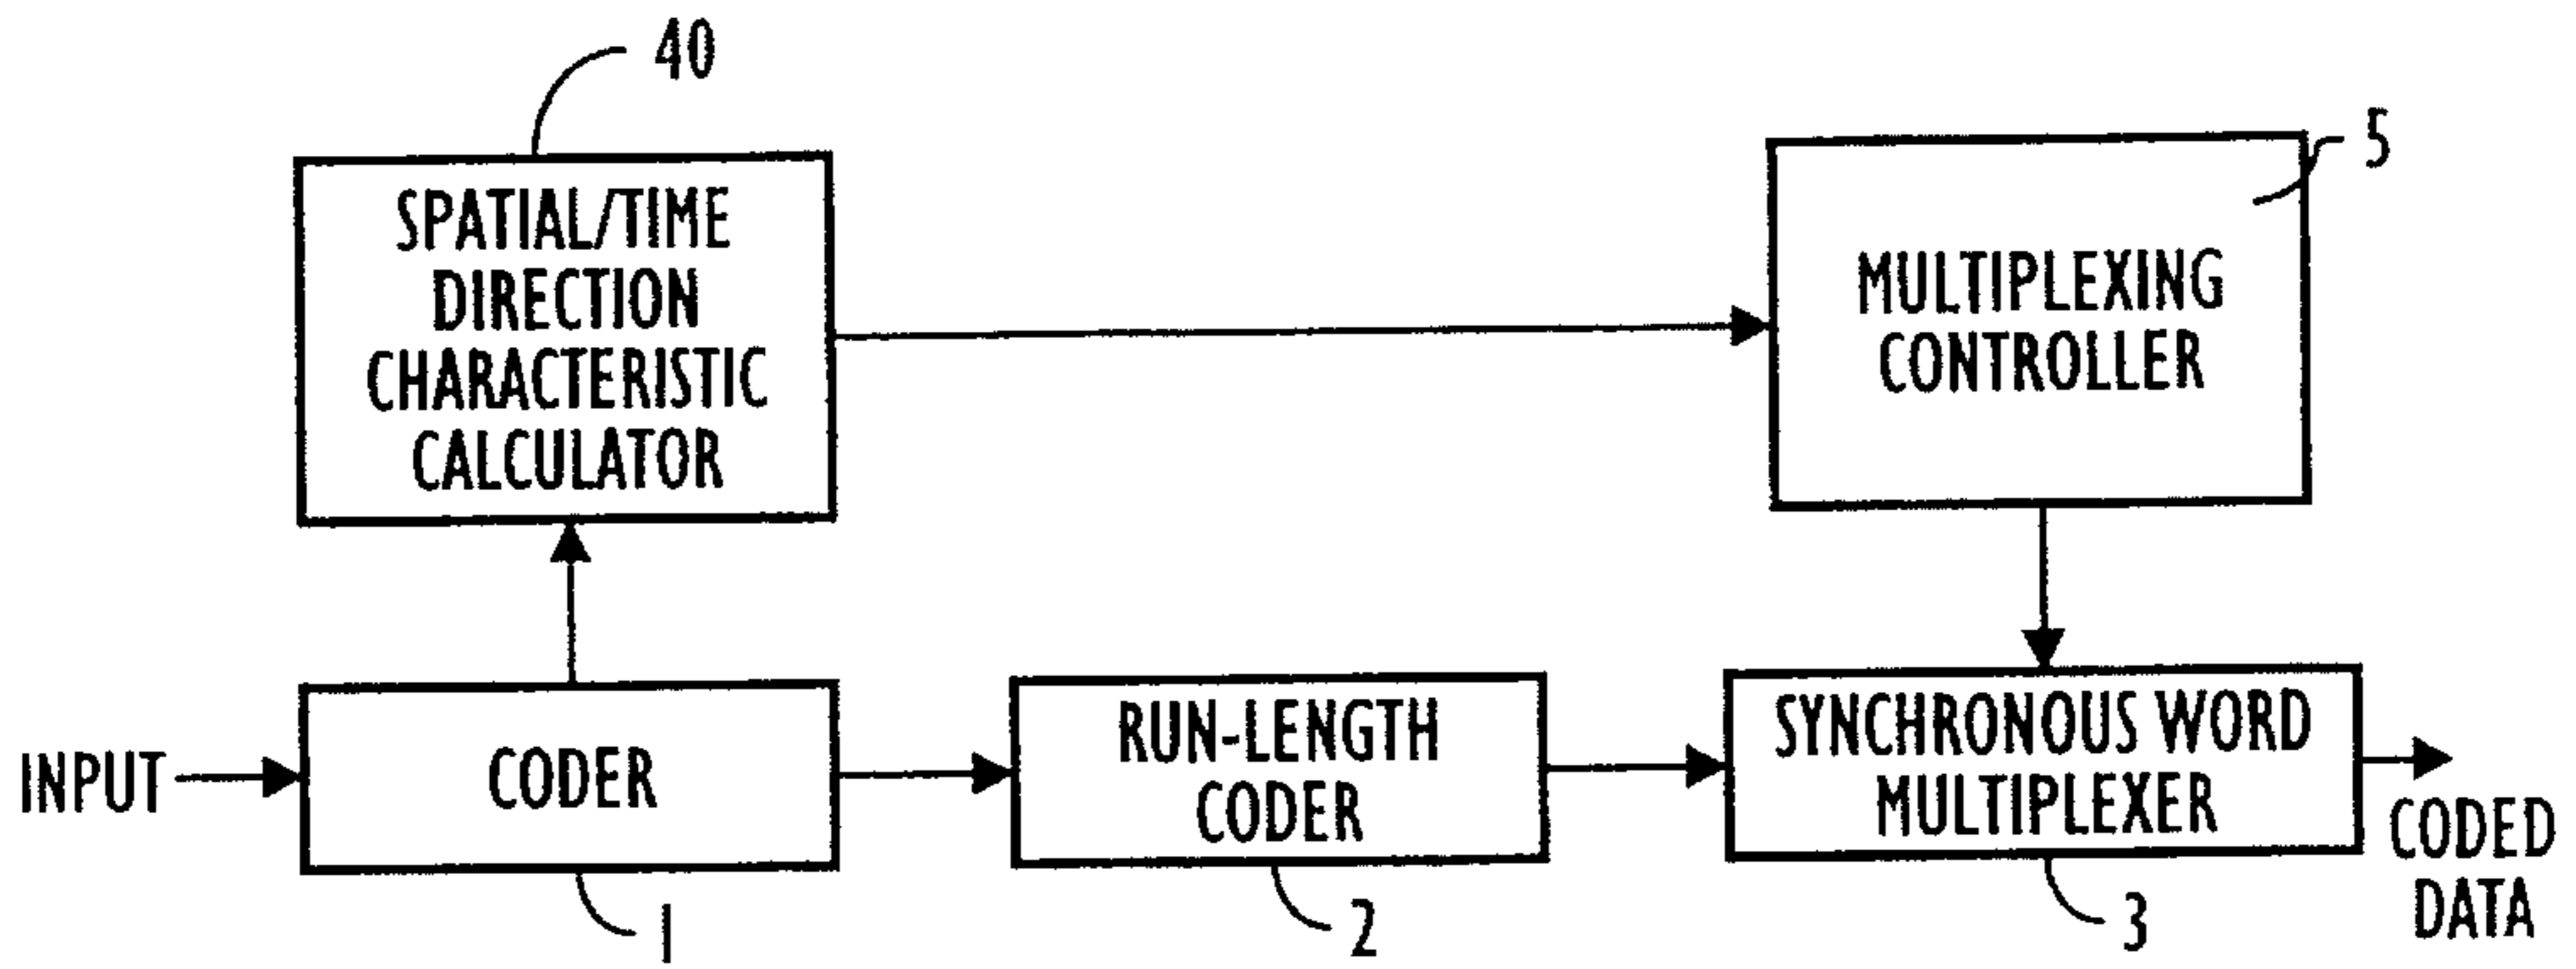 40
SPATIAL/TIME
DIRECTION
CHARACTERISTIC
CALCULATOR
5
MULTIPLEXING
CONTROLLER
INPUT
CODER
1
RUN-LENGTH
CODER
2
SYNCHRONOUS WORD
MULTIPLEXER
3
CODED
DATA